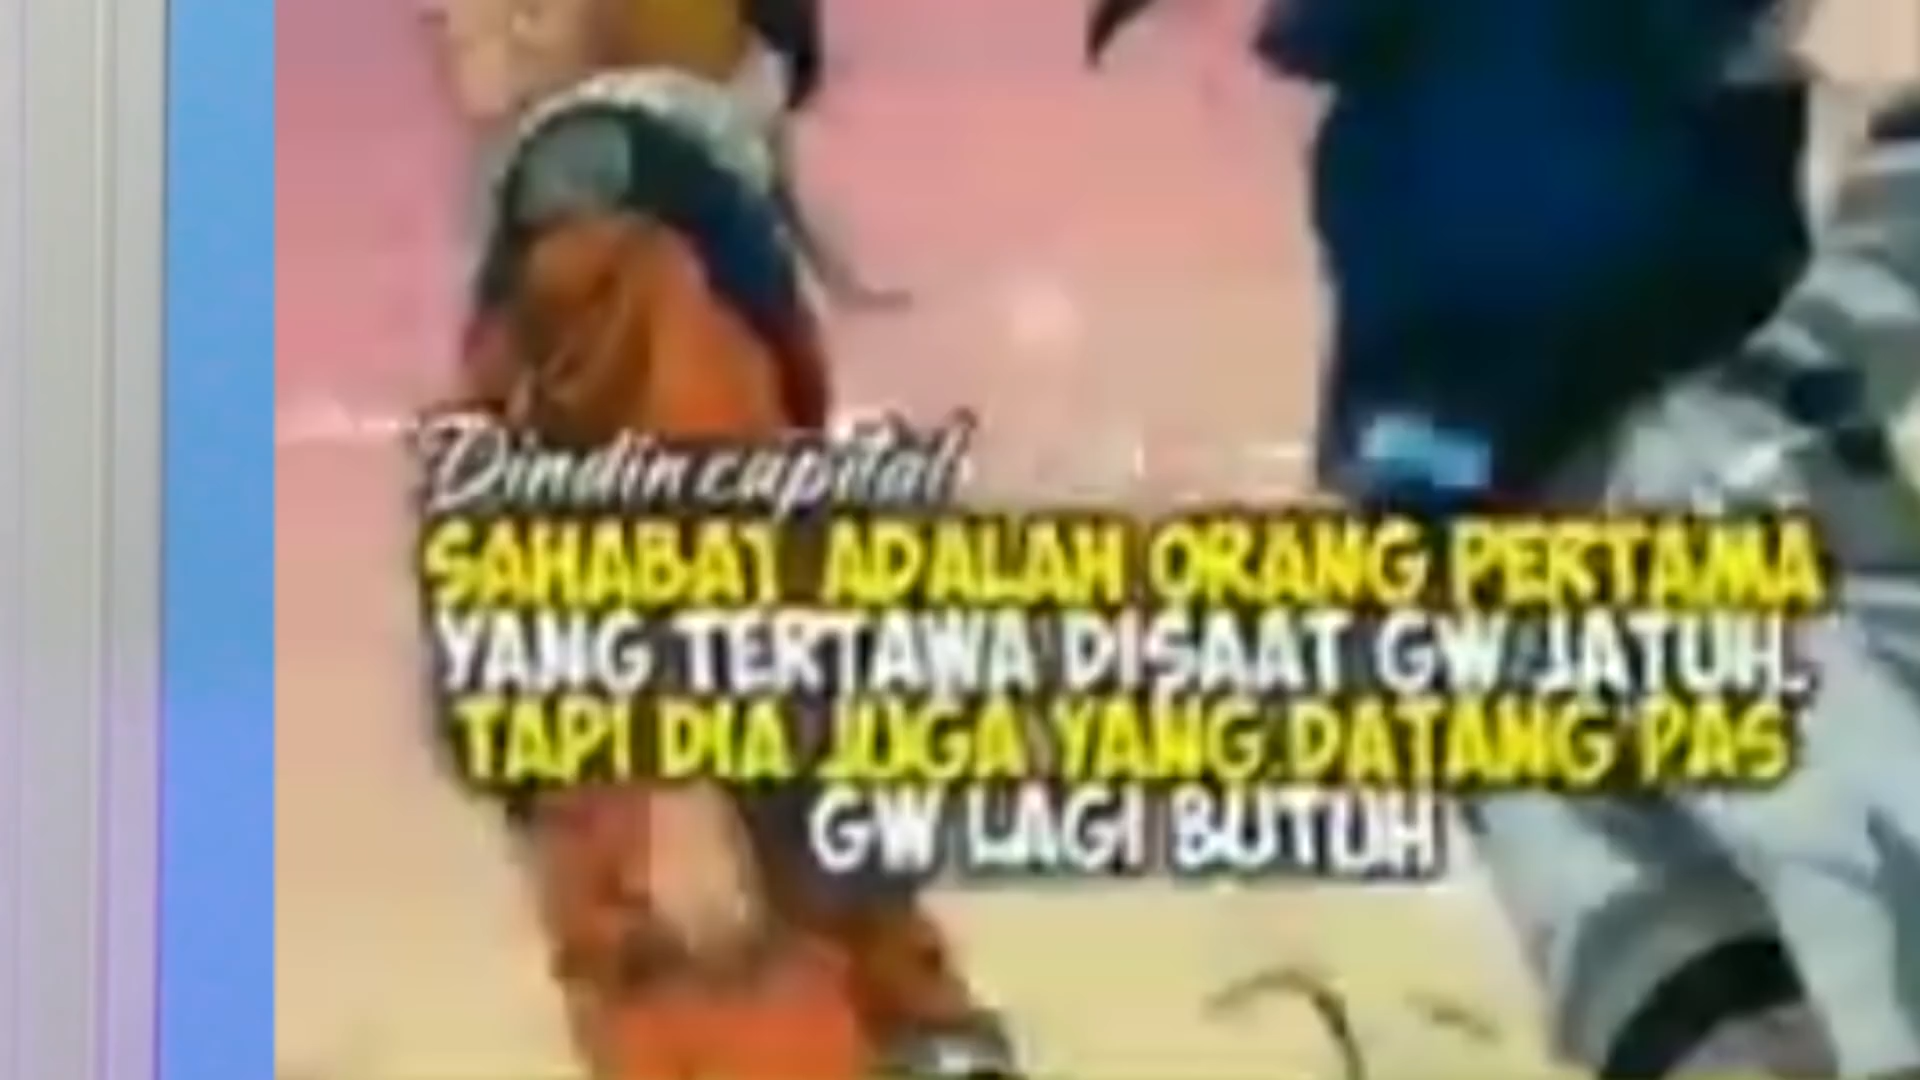 Dindin capital
SAHABAT ADALAH ORANG PERTAMA
YANG TERTAWA DISAAT GW JATUH.
TAPI DIA JUGA YANG DATANG PAS
GW LAGI BUTUH